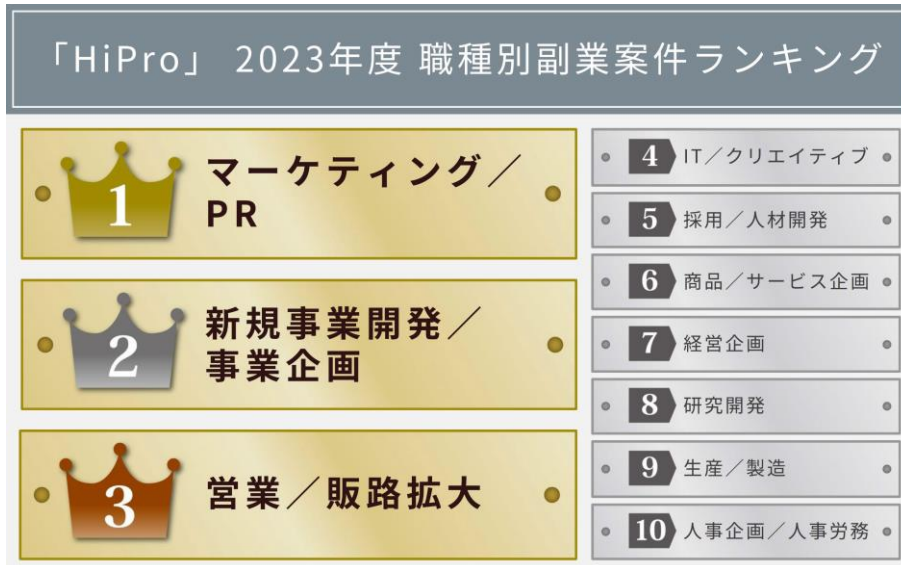 「HiPro」 2023年度 職種別副業案件ランキング
1 マーケティング／
PR
2 新規事業開発／
事業企画
3 営業／販路拡大
4 IT／クリエイティブ
5 採用／人材開発
6 商品／サービス企画
7 経営企画
8 研究開発
9 生産／製造
10 人事企画／人事労務